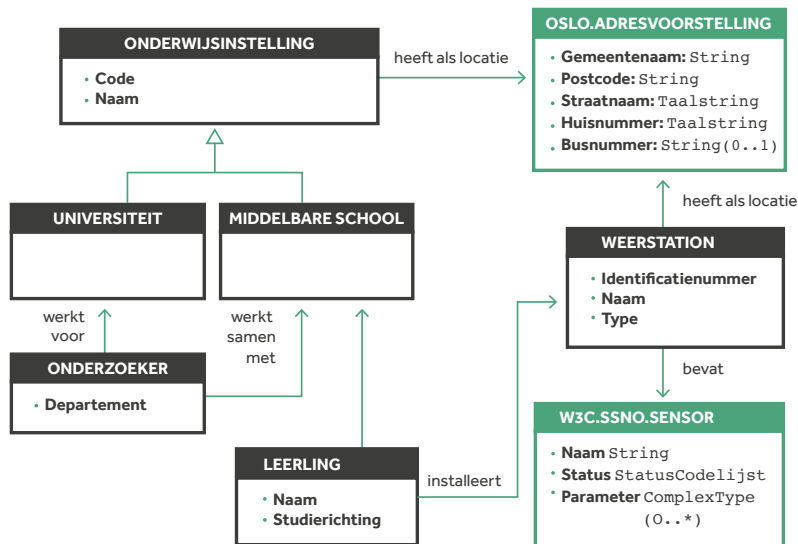 ONDERWIJSINSTELLING
• Code
• Naam
heeft als locatie
OSLO.ADRESVOORSTELLING
• Gemeentenaam: String
• Postcode: String
• Straatnaam: Taalstring
• Huisnummer: Taalstring
• Busnummer: String(0..1)
heeft als locatie
UNIVERSITEIT
MIDDELBARE SCHOOL
WEERSTATION
• Identificatienummer
• Naam
• Type
werkt
voor
werkt
samen
met
ONDERZOEKER
• Departement
bevat
LEERLING
• Naam
• Studierichting
installeert
W3C.SSNO.SENSOR
• Naam String
• Status StatusCodelijst
• Parameter ComplexType
(0..*)